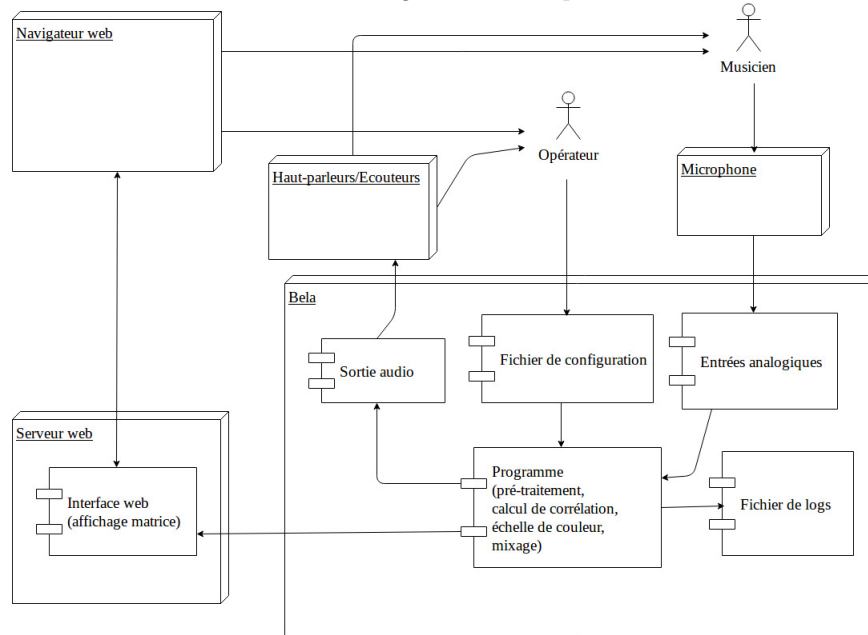 Navigateur web
Musicien
Opérateur
Haut-parleurs/Ecouteurs
Microphone
Bela
Sortie audio
Fichier de configuration
Entrées analogiques
Serveur web
Interface web
(affichage matrice)
Programme
(pré-traitement,
calcul de corrélation,
échelle de couleur,
mixage)
Fichier de logs